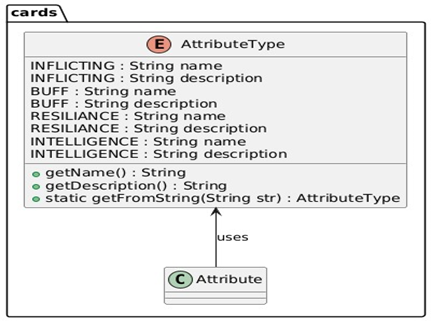 cards
E AttributeType
INFLICTING : String name
INFLICTING : String description
BUFF : String name
BUFF : String description
RESILIANCE : String name
RESILIANCE : String description
INTELLIGENCE : String name
INTELLIGENCE : String description
getName() : String
getDescription() : String
static getFromString(String str) : AttributeType
uses
C Attribute